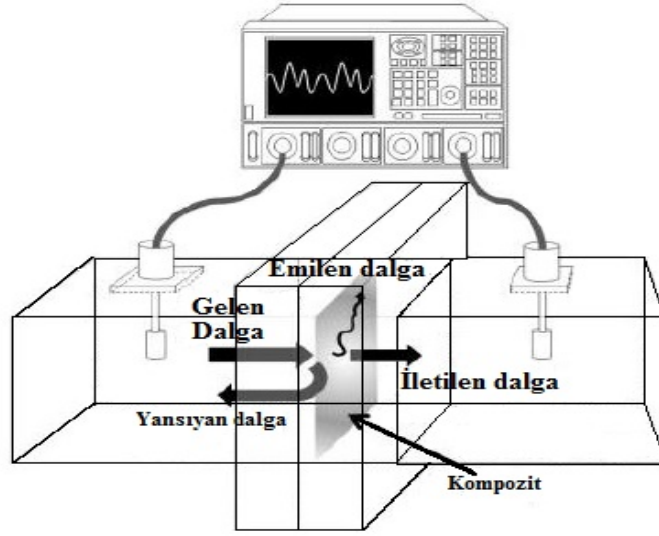 Emilen dalga
Gelen
Dalga
İletilen dalga
Yansıyan dalga
Kompozit